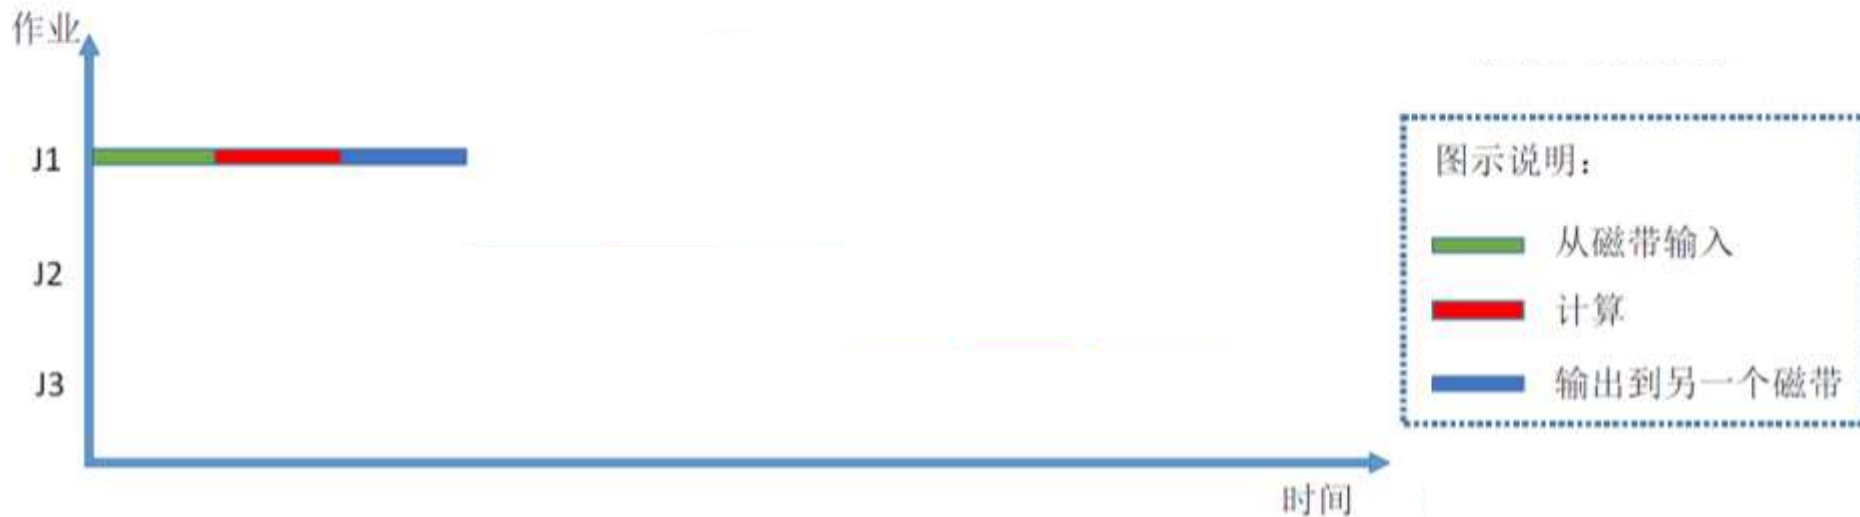 作业
J1
J2
J3
时间
图示说明：
从磁带输入
计算
输出到另一个磁带